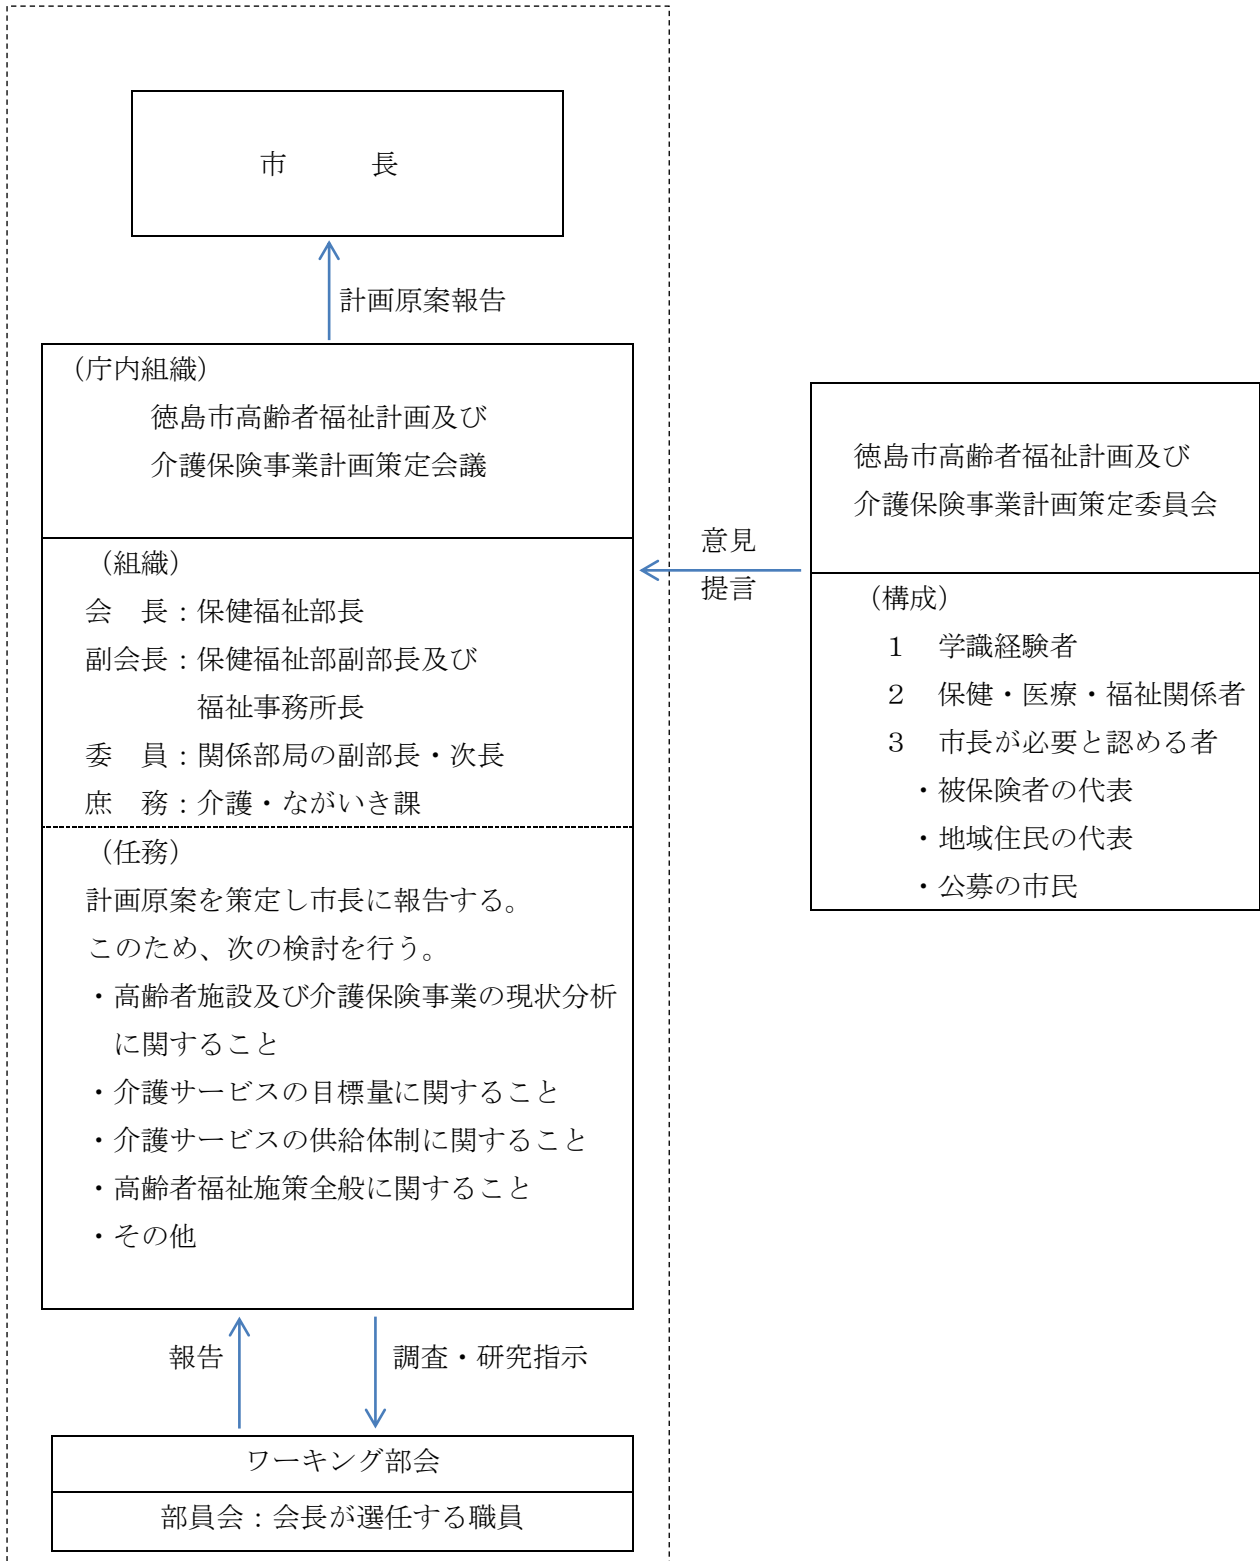 市　　　長
計画原案報告
（庁内組織）
徳島市高齢者福祉計画及び
介護保険事業計画策定会議
（組織）
会　長：保健福祉部長
副会長：保健福祉部副部長及び
福祉事務所長
委　員：関係部局の副部長・次長
庶　務：介護・ながいき課
（任務）
計画原案を策定し市長に報告する。
このため、次の検討を行う。
・高齢者施設及び介護保険事業の現状分析
に関すること
・介護サービスの目標量に関すること
・介護サービスの供給体制に関すること
・高齢者福祉施策全般に関すること
・その他
意見
提言
徳島市高齢者福祉計画及び
介護保険事業計画策定委員会
（構成）
１　学識経験者
２　保健・医療・福祉関係者
３　市長が必要と認める者
・被保険者の代表
・地域住民の代表
・公募の市民
報告
調査・研究指示
ワーキング部会
部員会：会長が選任する職員